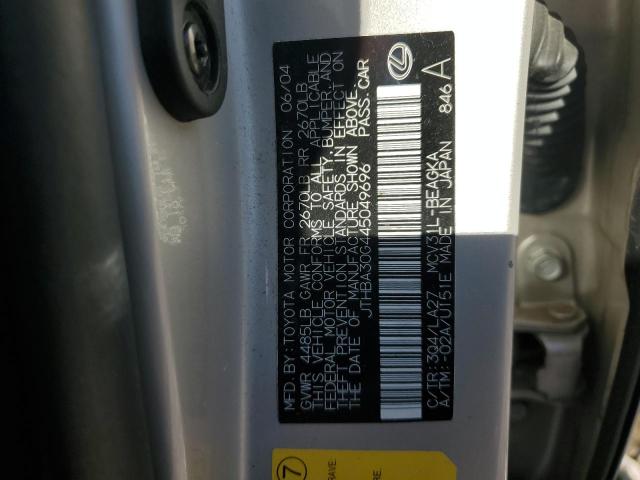 MFD. BY: TOYOTA MOTOR CORPORATION 06/04
GVWR 4485LB GAWR FR 2670LB RR 2670LB
THIS VEHICLE CONFORMS TO ALL APPLICABLE
FEDERAL MOTOR VEHICLE SAFETY, BUMPER, AND
THEFT PREVENTION STANDARDS IN EFFECT ON
THE DATE OF MANUFACTURE SHOWN ABOVE.
JTHBA30G445049696 PASS.CAR
C/TR: 3Q4/LA27 MCV31L-BEAGKA
A/TM: -02A/U151E MADE IN JAPAN 846 A
7